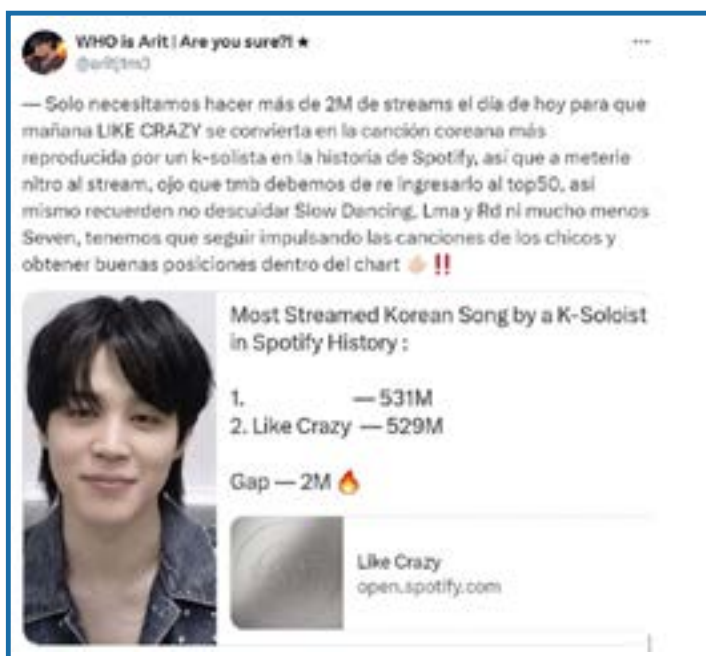 WHO is Arit | Are you sure?! ★
— Solo necesitamos hacer más de 2M de streams el día de hoy para que
mañana LIKE CRAZY se convierta en la canción coreana más
reproducida por un k-solista en la historia de Spotify, así que a meterle
nitro al stream, ojo que tmb debemos de re ingresarlo al top50, asi
mismo recuerden no descuidar Slow Dancing, Lma y Rd ni mucho menos
Seven, tenemos que seguir impulsando las canciones de los chicos y
obtener buenas posiciones dentro del chart 👍🏻‼️
Most Streamed Korean Song by a K-Soloist
in Spotify History :
1. — 531M
2. Like Crazy — 529M
Gap — 2M 🔥
Like Crazy
open.spotify.com